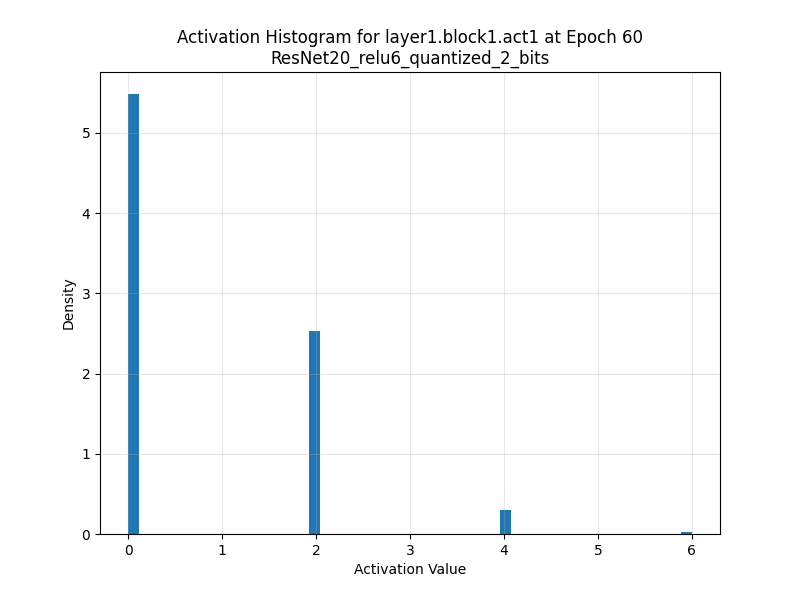 Activation Histogram for layer1.block1.act1 at Epoch 60
ResNet20_relu6_quantized_2_bits
5
4
3
2
1
0
Density
0 1 2 3 4 5 6
Activation Value